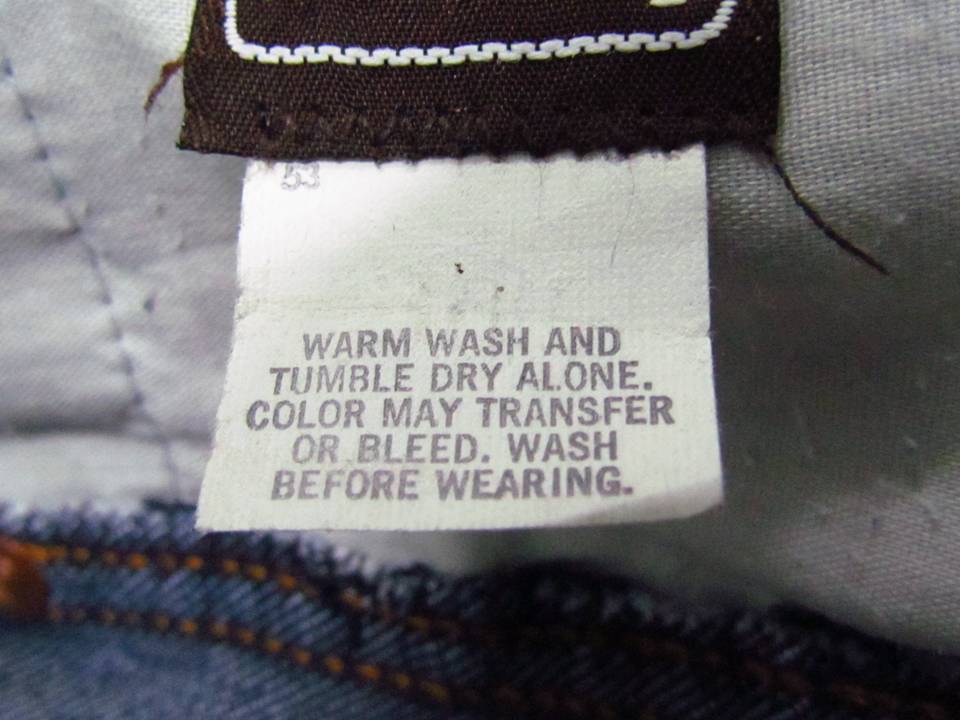 53
WARM WASH AND
TUMBLE DRY ALONE.
COLOR MAY TRANSFER
OR BLEED. WASH
BEFORE WEARING.